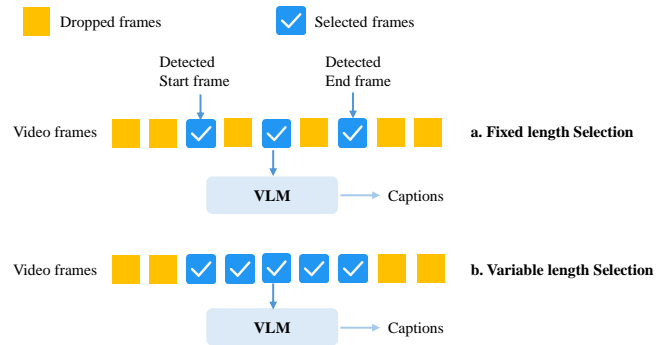 Dropped frames
Selected frames
Detected
Start frame
Detected
End frame
Video frames
a. Fixed length Selection
VLM
Captions
Video frames
b. Variable length Selection
VLM
Captions